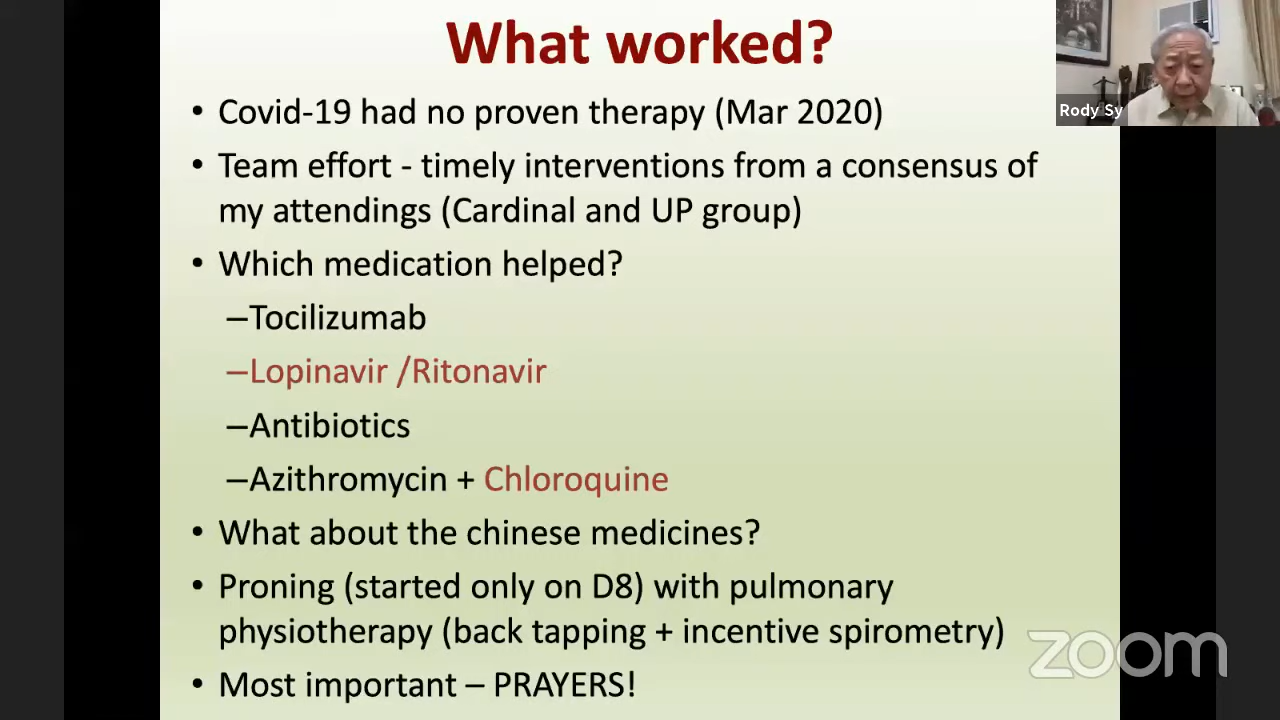 What worked?
Rody Sy
• Covid-19 had no proven therapy (Mar 2020)
• Team effort - timely interventions from a consensus of
my attendings (Cardinal and UP group)
• Which medication helped?
–Tocilizumab
–Lopinavir /Ritonavir
–Antibiotics
–Azithromycin + Chloroquine
• What about the chinese medicines?
• Proning (started only on D8) with pulmonary
physiotherapy (back tapping + incentive spirometry)
• Most important – PRAYERS!
zoom